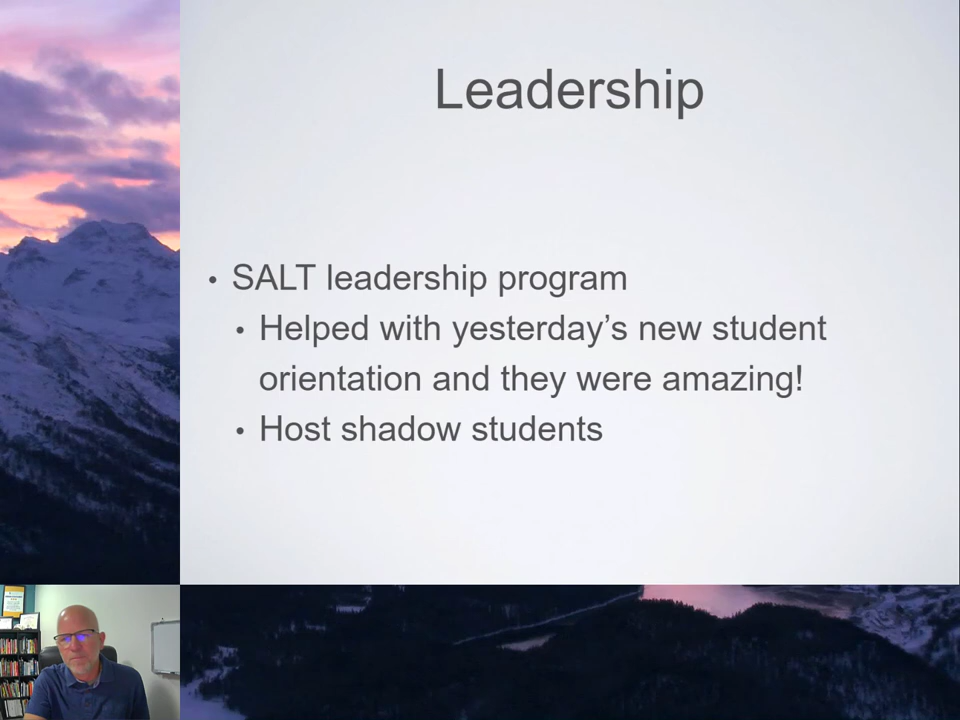 Leadership
• SALT leadership program
• Helped with yesterday’s new student
orientation and they were amazing!
• Host shadow students